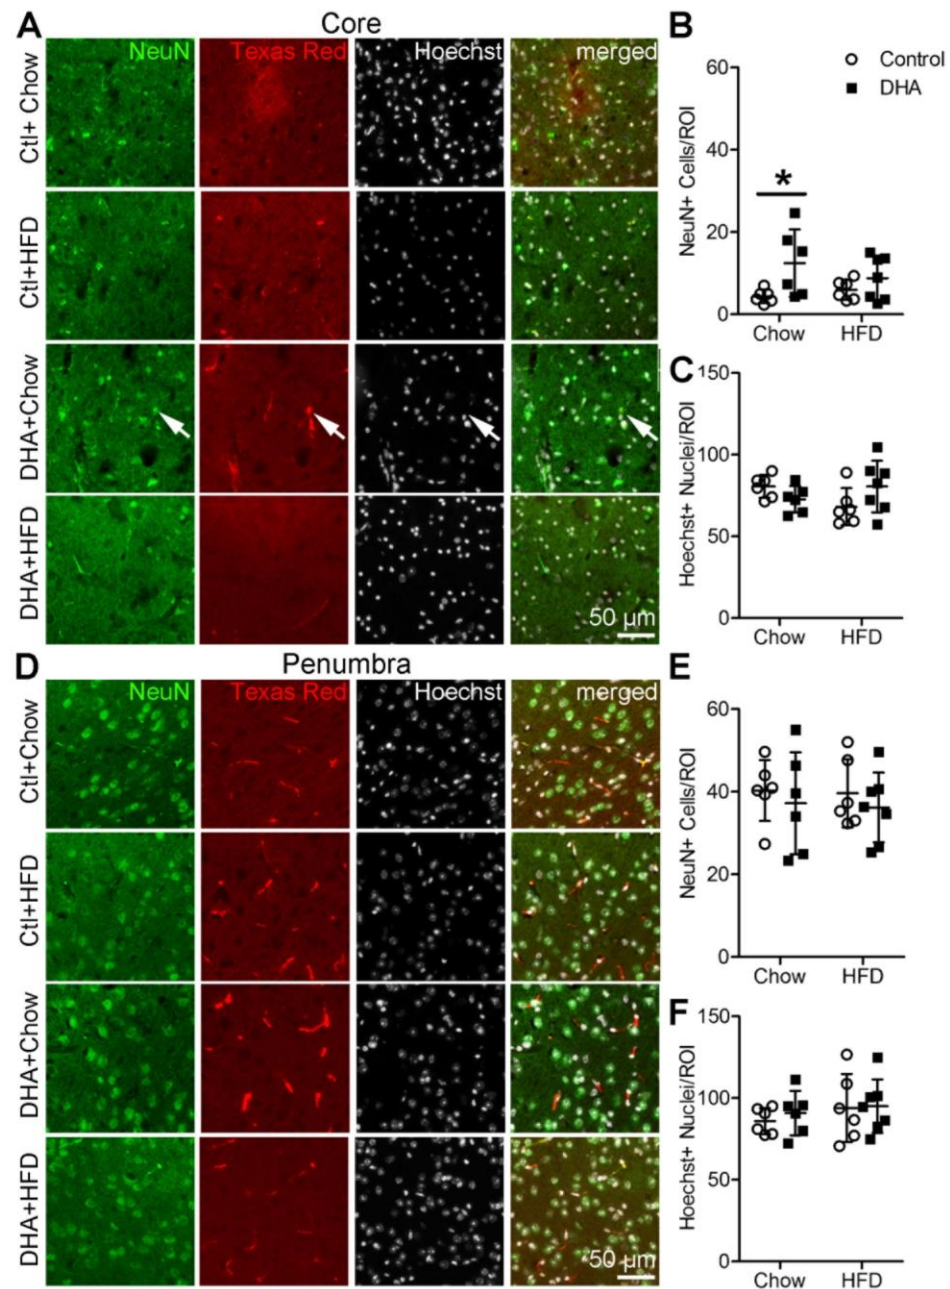 A
Core
NeuN
Texas Red
Hoechst
merged
Ctl+ Chow
Ctl+HFD
DHA+Chow
DHA+HFD
50 µm
B
Control
DHA
NeuN+ Cells/ROI
60
40
20
0
*
Chow
HFD
C
Hoechst+ Nuclei/ROI
150
100
50
0
Chow
HFD
D
Penumbra
NeuN
Texas Red
Hoechst
merged
Ctl+Chow
Ctl+HFD
DHA+Chow
DHA+HFD
50 µm
E
NeuN+ Cells/ROI
60
40
20
0
Chow
HFD
F
Hoechst+ Nuclei/ROI
150
100
50
0
Chow
HFD